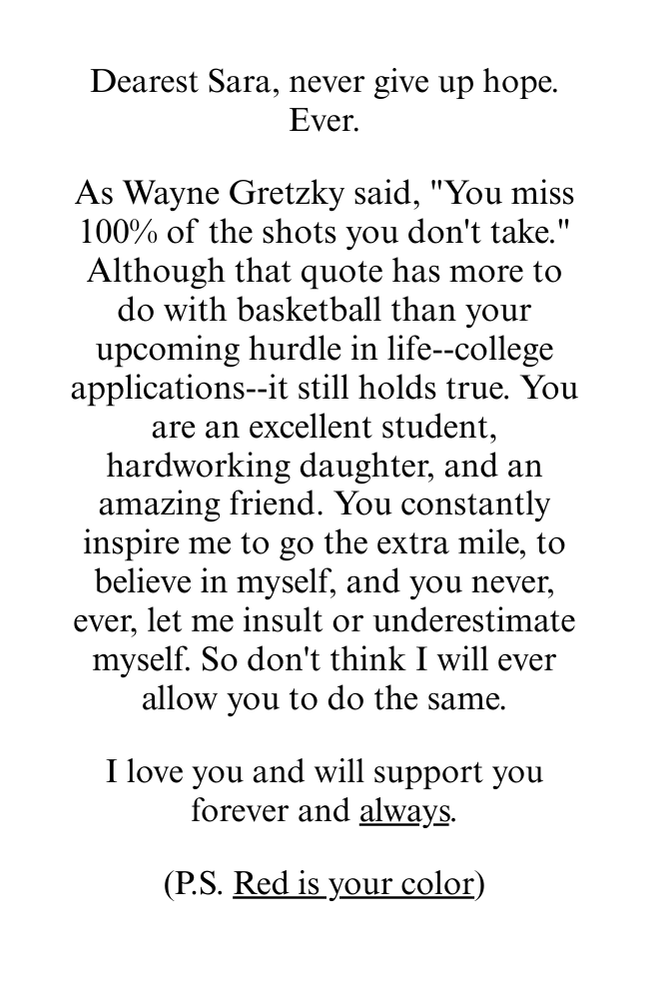 Dearest Sara, never give up hope.
Ever.
As Wayne Gretzky said, "You miss
100% of the shots you don't take."
Although that quote has more to
do with basketball than your
upcoming hurdle in life--college
applications--it still holds true. You
are an excellent student,
hardworking daughter, and an
amazing friend. You constantly
inspire me to go the extra mile, to
believe in myself, and you never,
ever, let me insult or underestimate
myself. So don't think I will ever
allow you to do the same.
I love you and will support you
forever and always.
(P.S. Red is your color)